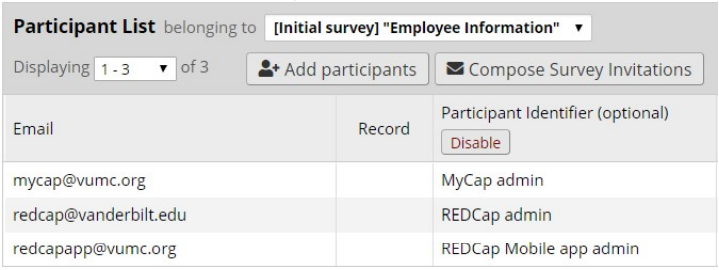 Participant List belonging to [Initial survey] "Employee Information"
Displaying 1 - 3 of 3 Add participants Compose Survey Invitations
Email Record Participant Identifier (optional)
Disable
mycap@vumc.org MyCap admin
redcap@vanderbilt.edu REDCap admin
redcapapp@vumc.org REDCap Mobile app admin